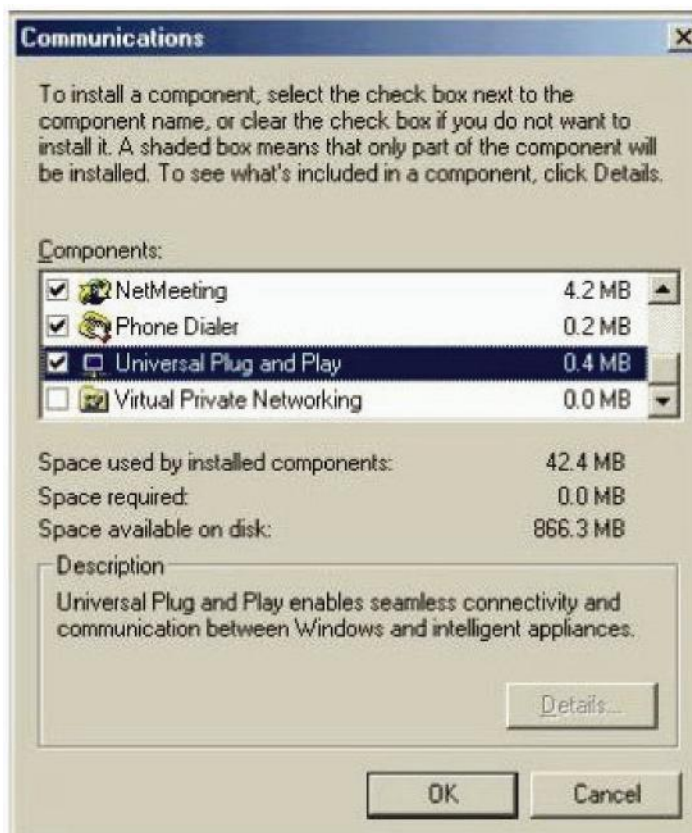 Communications
To install a component, select the check box next to the
component name, or clear the check box if you do not want to
install it. A shaded box means that only part of the component will
be installed. To see what's included in a component, click Details.
Components:
NetMeeting 4.2 MB
Phone Dialer 0.2 MB
Universal Plug and Play 0.4 MB
Virtual Private Networking 0.0 MB
Space used by installed components: 42.4 MB
Space required: 0.0 MB
Space available on disk: 866.3 MB
Description
Universal Plug and Play enables seamless connectivity and
communication between Windows and intelligent appliances.
Details...
OK Cancel